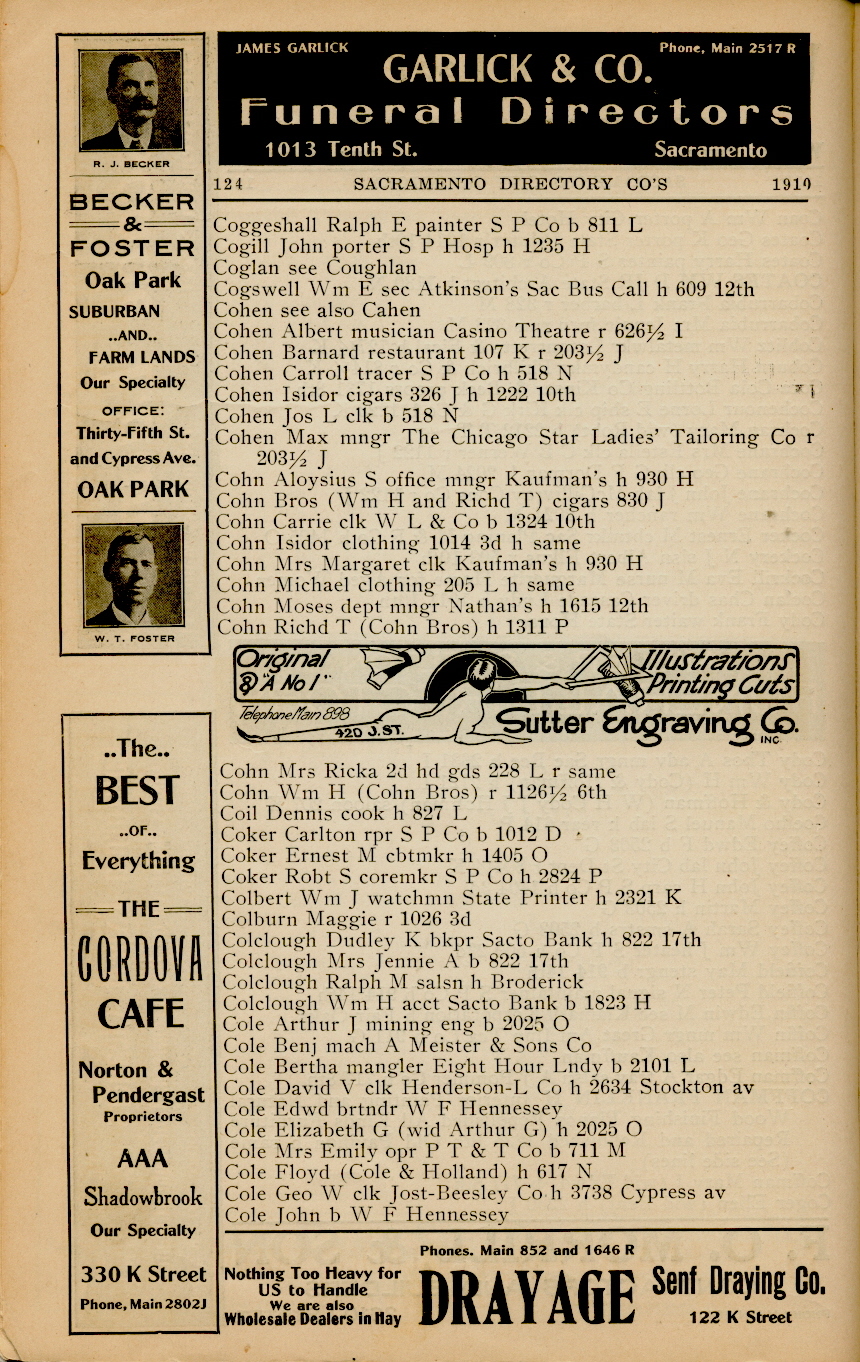 JAMES GARLICK Phone, Main 2517 R
GARLICK & CO.
Funeral Directors
1013 Tenth St. Sacramento
R. J. BECKER
BECKER
&
FOSTER
Oak Park
SUBURBAN
..AND..
FARM LANDS
Our Specialty
OFFICE:
Thirty-Fifth St.
and Cypress Ave.
OAK PARK
W. T. FOSTER
124 SACRAMENTO DIRECTORY CO'S 1910
Coggeshall Ralph E painter S P Co b 811 L
Cogill John porter S P Hosp h 1235 H
Coglan see Coughlan
Cogswell Wm E sec Atkinson's Sac Bus Call h 609 12th
Cohen see also Cahen
Cohen Albert musician Casino Theatre r 626½ I
Cohen Barnard restaurant 107 K r 203½ J
Cohen Carroll tracer S P Co h 518 N
Cohen Isidor cigars 326 J h 1222 10th
Cohen Jos L clk b 518 N
Cohen Max mngr The Chicago Star Ladies' Tailoring Co r
203½ J
Cohn Aloysius S office mngr Kaufman's h 930 H
Cohn Bros (Wm H and Richd T) cigars 830 J
Cohn Carrie clk W L & Co b 1324 10th
Cohn Isidor clothing 1014 3d h same
Cohn Mrs Margaret clk Kaufman's h 930 H
Cohn Michael clothing 205 L h same
Cohn Moses dept mngr Nathan's h 1615 12th
Cohn Richd T (Cohn Bros) h 1311 P
Original
"A No 1"
Illustrations
Printing Cuts
Telephone Main 898
420 J. ST.
Sutter Engraving Co.
INC.
..The..
BEST
..OF..
Everything
THE
CORDOVA
CAFE
Norton &
Pendergast
Proprietors
AAA
Shadowbrook
Our Specialty
330 K Street
Phone, Main 2802J
Cohn Mrs Ricka 2d hd gds 228 L r same
Cohn Wm H (Cohn Bros) r 1126½ 6th
Coil Dennis cook h 827 L
Coker Carlton rpr S P Co b 1012 D
Coker Ernest M cbtmkr h 1405 O
Coker Robt S coremkr S P Co h 2824 P
Colbert Wm J watchmn State Printer h 2321 K
Colburn Maggie r 1026 3d
Colclough Dudley K bkpr Sacto Bank h 822 17th
Colclough Mrs Jennie A b 822 17th
Colclough Ralph M salsn h Broderick
Colclough Wm H acct Sacto Bank b 1823 H
Cole Arthur J mining eng b 2025 O
Cole Benj mach A Meister & Sons Co
Cole Bertha mangler Eight Hour Lndy b 2101 L
Cole David V clk Henderson-L Co h 2634 Stockton av
Cole Edwd brtndr W F Hennessey
Cole Elizabeth G (wid Arthur G) h 2025 O
Cole Mrs Emily opr P T & T Co b 711 M
Cole Floyd (Cole & Holland) h 617 N
Cole Geo W clk Jost-Beesley Co h 3738 Cypress av
Cole John b W F Hennessey
Phones. Main 852 and 1646 R
Nothing Too Heavy for
US to Handle
We are also
Wholesale Dealers in Hay
DRAYAGE
Senf Draying Co.
122 K Street